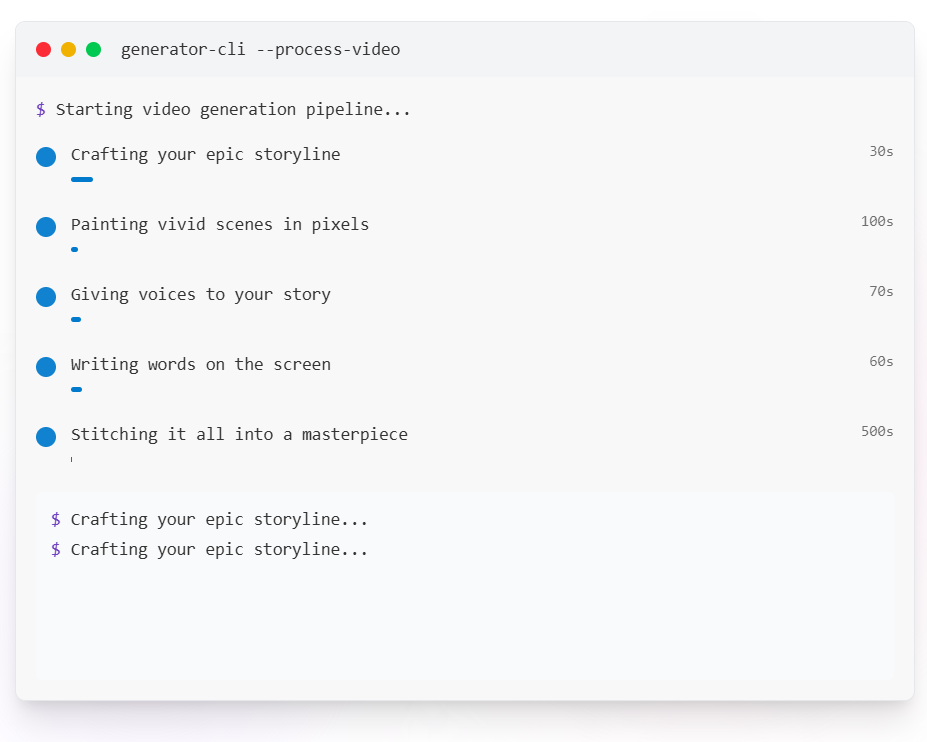 generator-cli --process-video
$ Starting video generation pipeline...
Crafting your epic storyline 30s
Painting vivid scenes in pixels 100s
Giving voices to your story 70s
Writing words on the screen 60s
Stitching it all into a masterpiece 500s
$ Crafting your epic storyline...
$ Crafting your epic storyline...